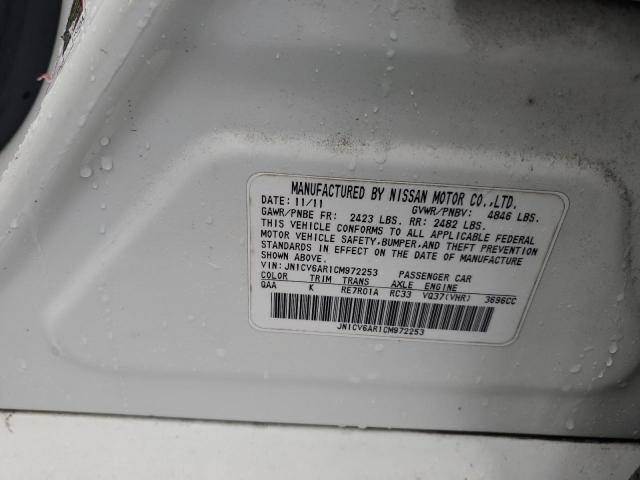 MANUFACTURED BY NISSAN MOTOR CO.,LTD.
DATE: 11/11 GVWR/PNBV: 4846 LBS.
GAWR/PNBE FR: 2423 LBS. RR: 2482 LBS.
THIS VEHICLE CONFORMS TO ALL APPLICABLE FEDERAL
MOTOR VEHICLE SAFETY,BUMPER,AND THEFT PREVENTION
STANDARDS IN EFFECT ON THE DATE OF MANUFACTURE
SHOWN ABOVE.
VIN: JN1CV6AR1CM972253 PASSENGER CAR
COLOR TRIM TRANS AXLE ENGINE
QAA K RE7R01A RC33 VQ37(VHR) 3696CC
JN1CV6AR1CM972253